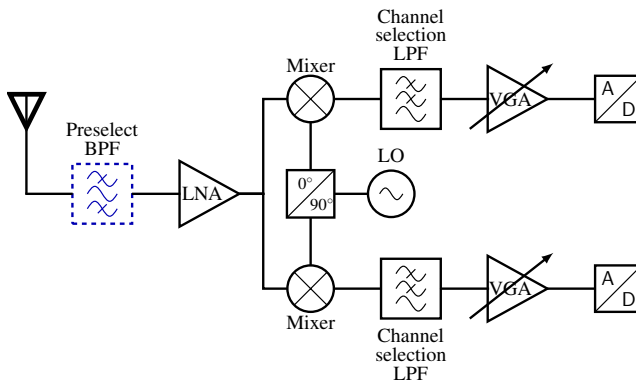 Channel
selection
LPF
Mixer
VGA
A
D
Preselect
BPF
LNA
0°
90°
LO
Mixer
VGA
A
D
Channel
selection
LPF